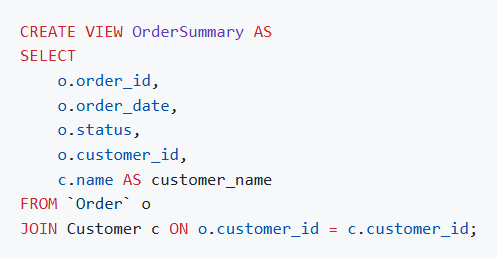 CREATE VIEW OrderSummary AS
SELECT
    o.order_id,
    o.order_date,
    o.status,
    o.customer_id,
    c.name AS customer_name
FROM `Order` o
JOIN Customer c ON o.customer_id = c.customer_id;